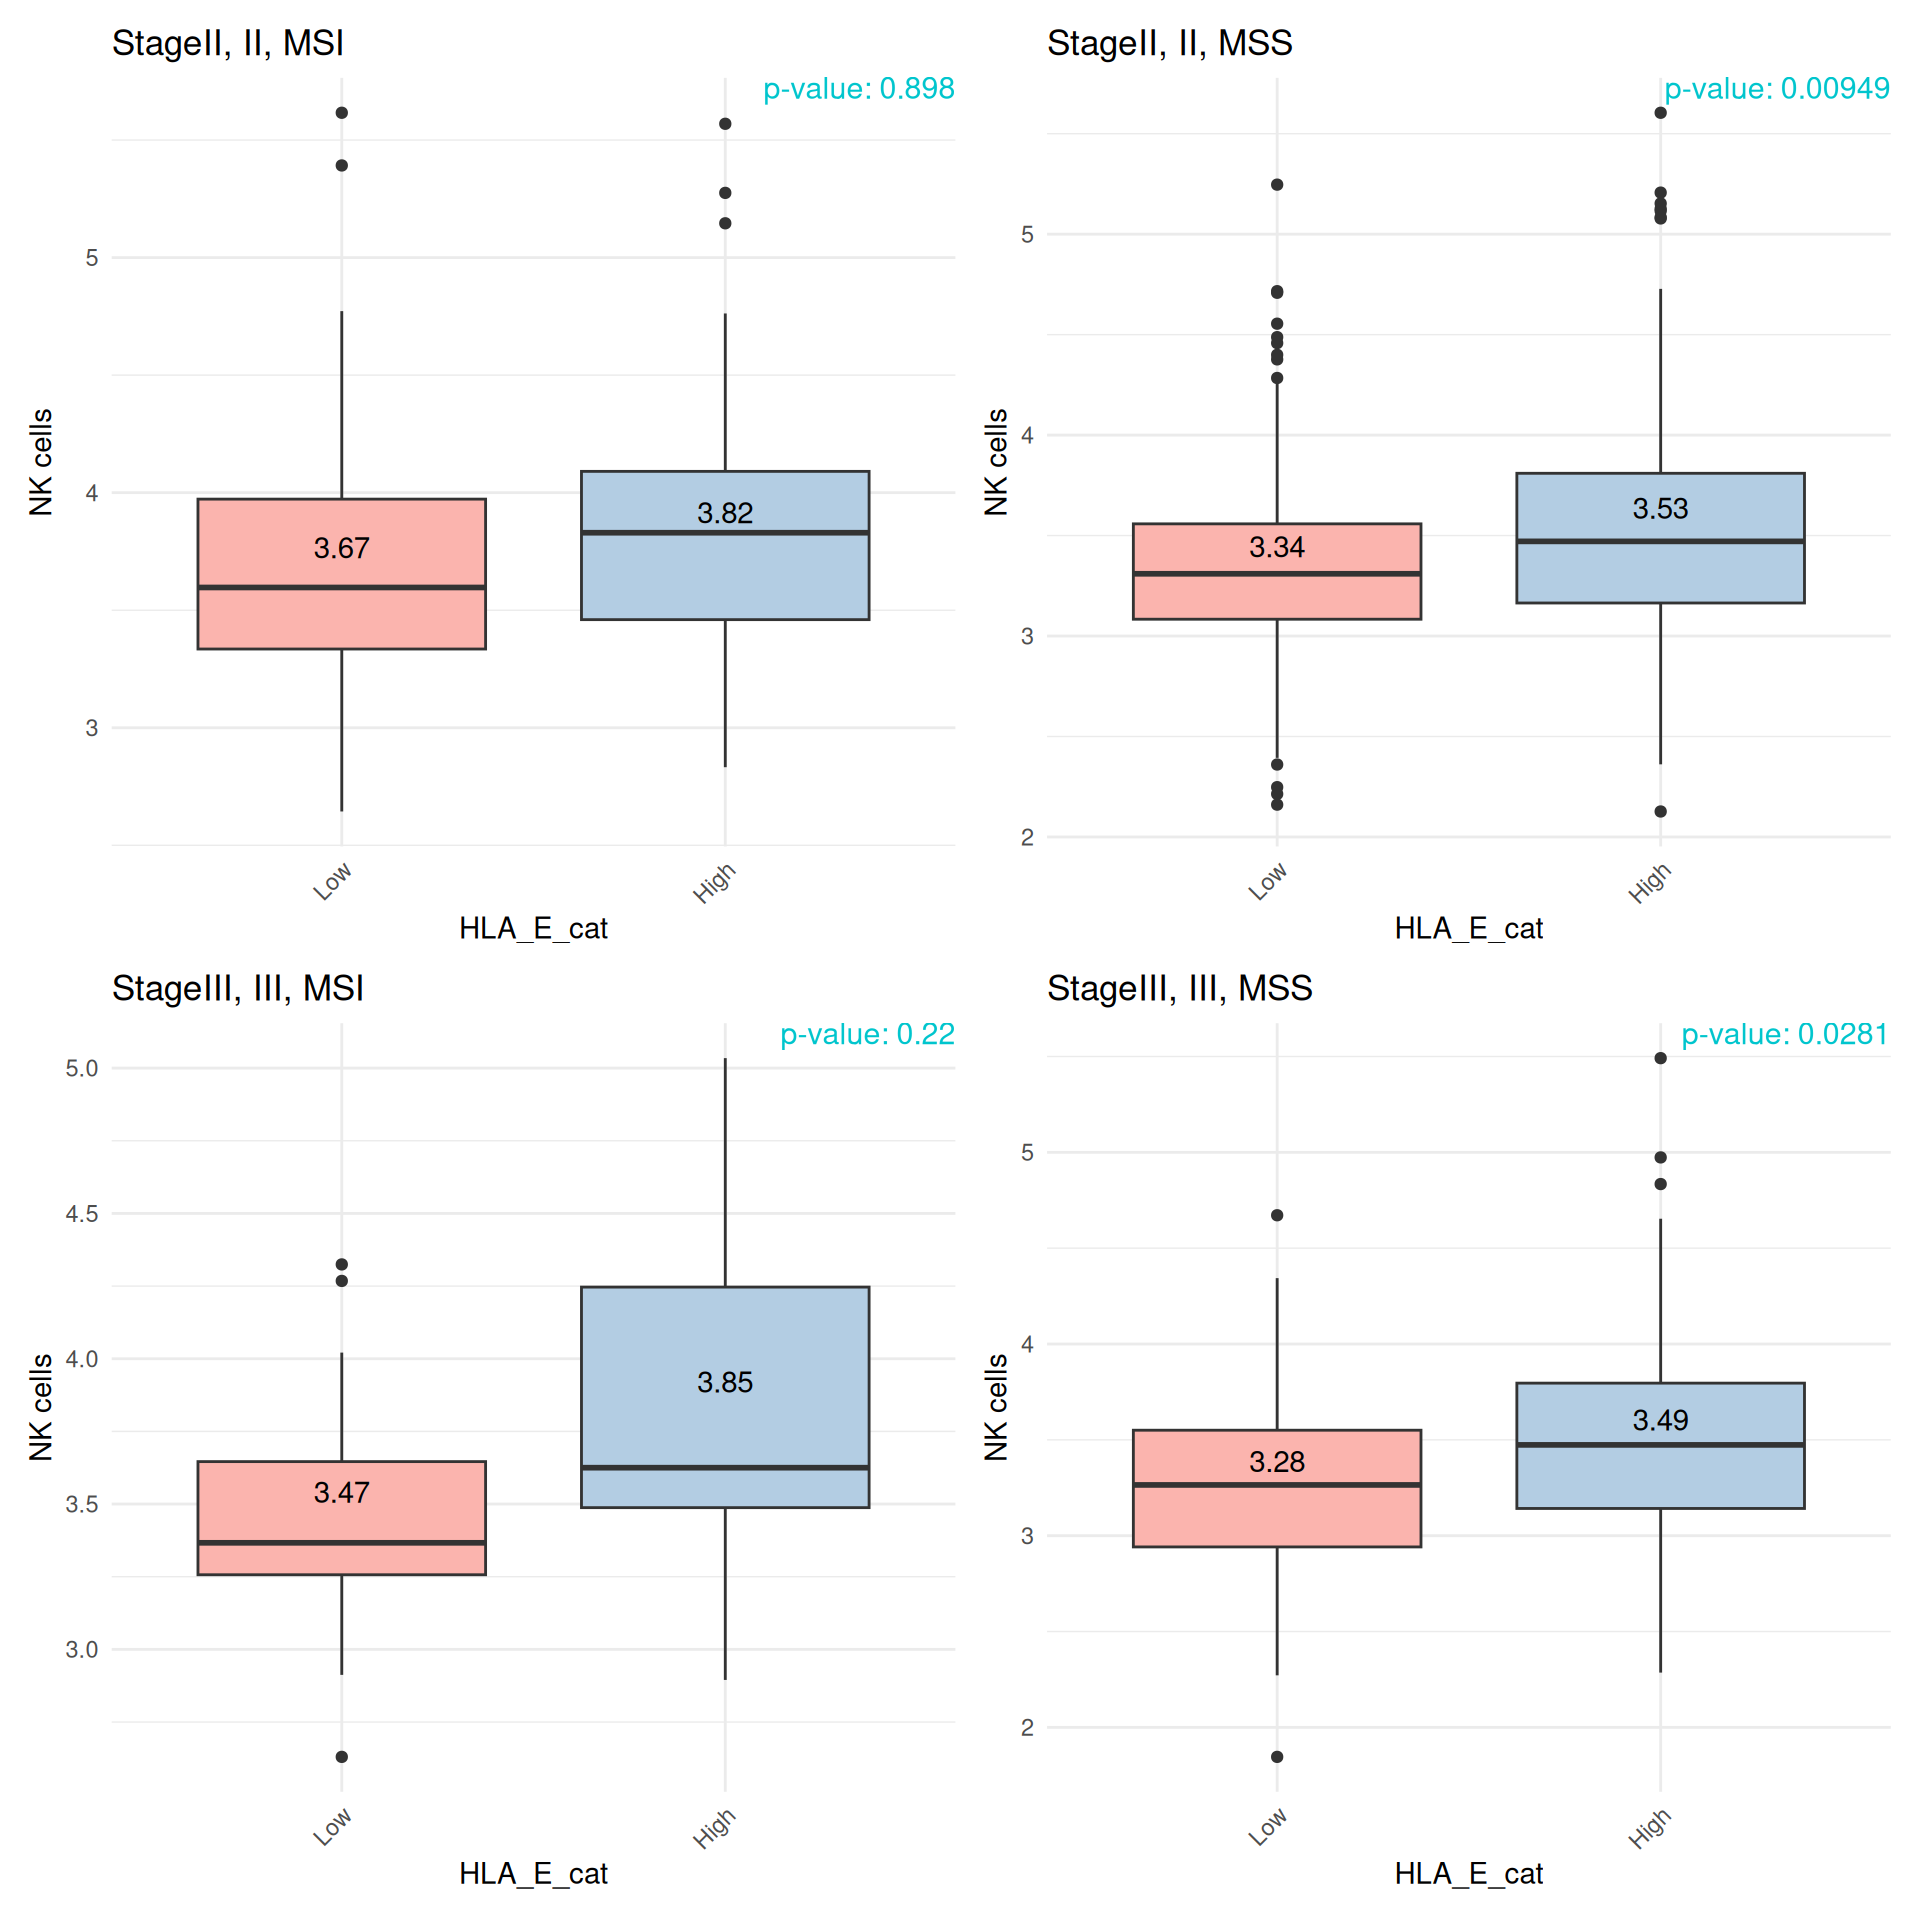 StageII, II, MSI
p-value: 0.898
NK cells
5
4
3
3.67
3.82
Low
High
HLA_E_cat
StageII, II, MSS
p-value: 0.00949
NK cells
5
4
3
2
3.34
3.53
Low
High
HLA_E_cat
StageIII, III, MSI
p-value: 0.22
NK cells
5.0
4.5
4.0
3.5
3.0
3.47
3.85
Low
High
HLA_E_cat
StageIII, III, MSS
p-value: 0.0281
NK cells
5
4
3
2
3.28
3.49
Low
High
HLA_E_cat